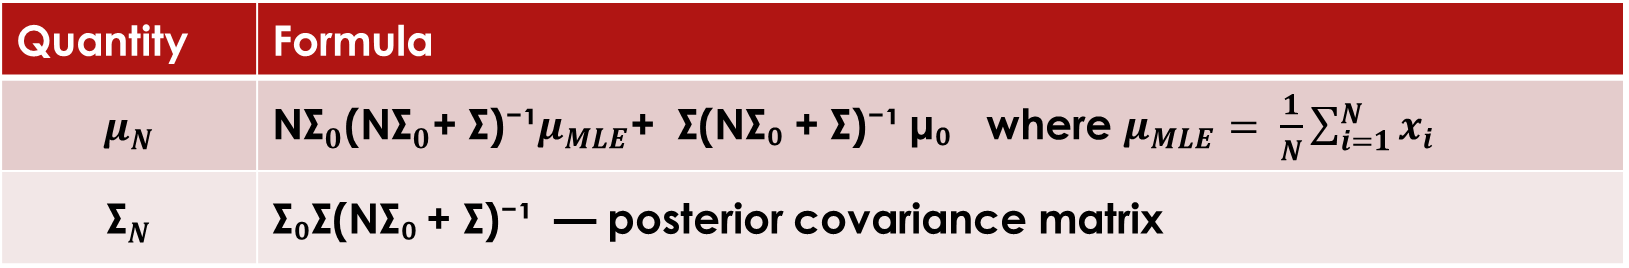 Quantity Formula
μ_N NΣ₀(NΣ₀+ Σ)⁻¹μ_MLE+ Σ(NΣ₀ + Σ)⁻¹ μ₀ where μ_MLE = 1/N ∑_{i=1}^{N} x_i
Σ_N Σ₀Σ(NΣ₀ + Σ)⁻¹ — posterior covariance matrix